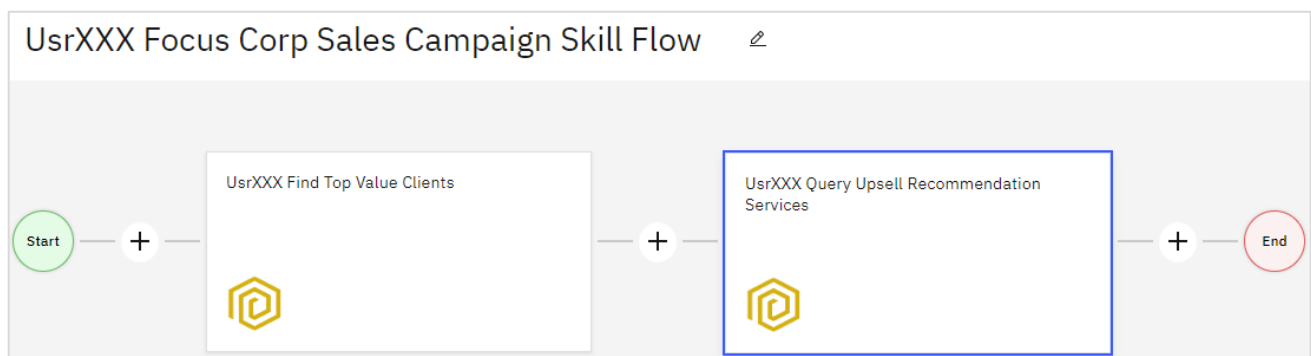 UsrXXX Focus Corp Sales Campaign Skill Flow
UsrXXX Find Top Value Clients
UsrXXX Query Upsell Recommendation
Services
Start
+
+
+
End